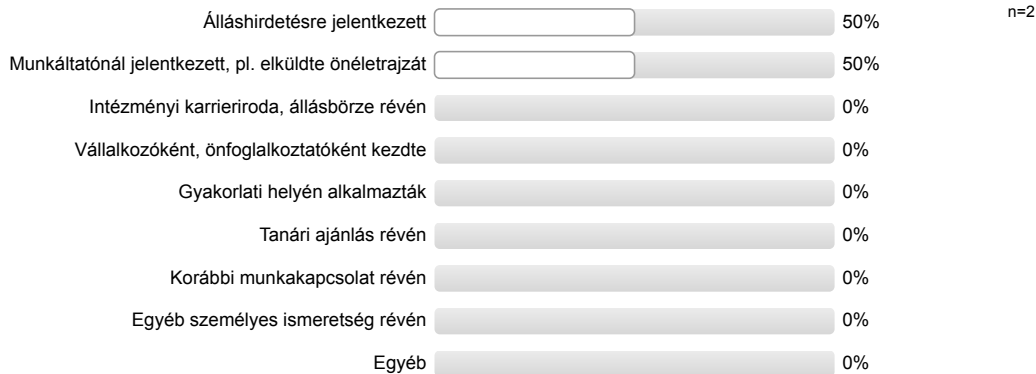 Álláshirdetésre jelentkezett 50% n=2
Munkáltatónál jelentkezett, pl. elküldte önéletrajzát 50%
Intézményi karrieriroda, állásbörze révén 0%
Vállalkozóként, önfoglalkoztatóként kezdte 0%
Gyakorlati helyén alkalmazták 0%
Tanári ajánlás révén 0%
Korábbi munkakapcsolat révén 0%
Egyéb személyes ismeretség révén 0%
Egyéb 0%